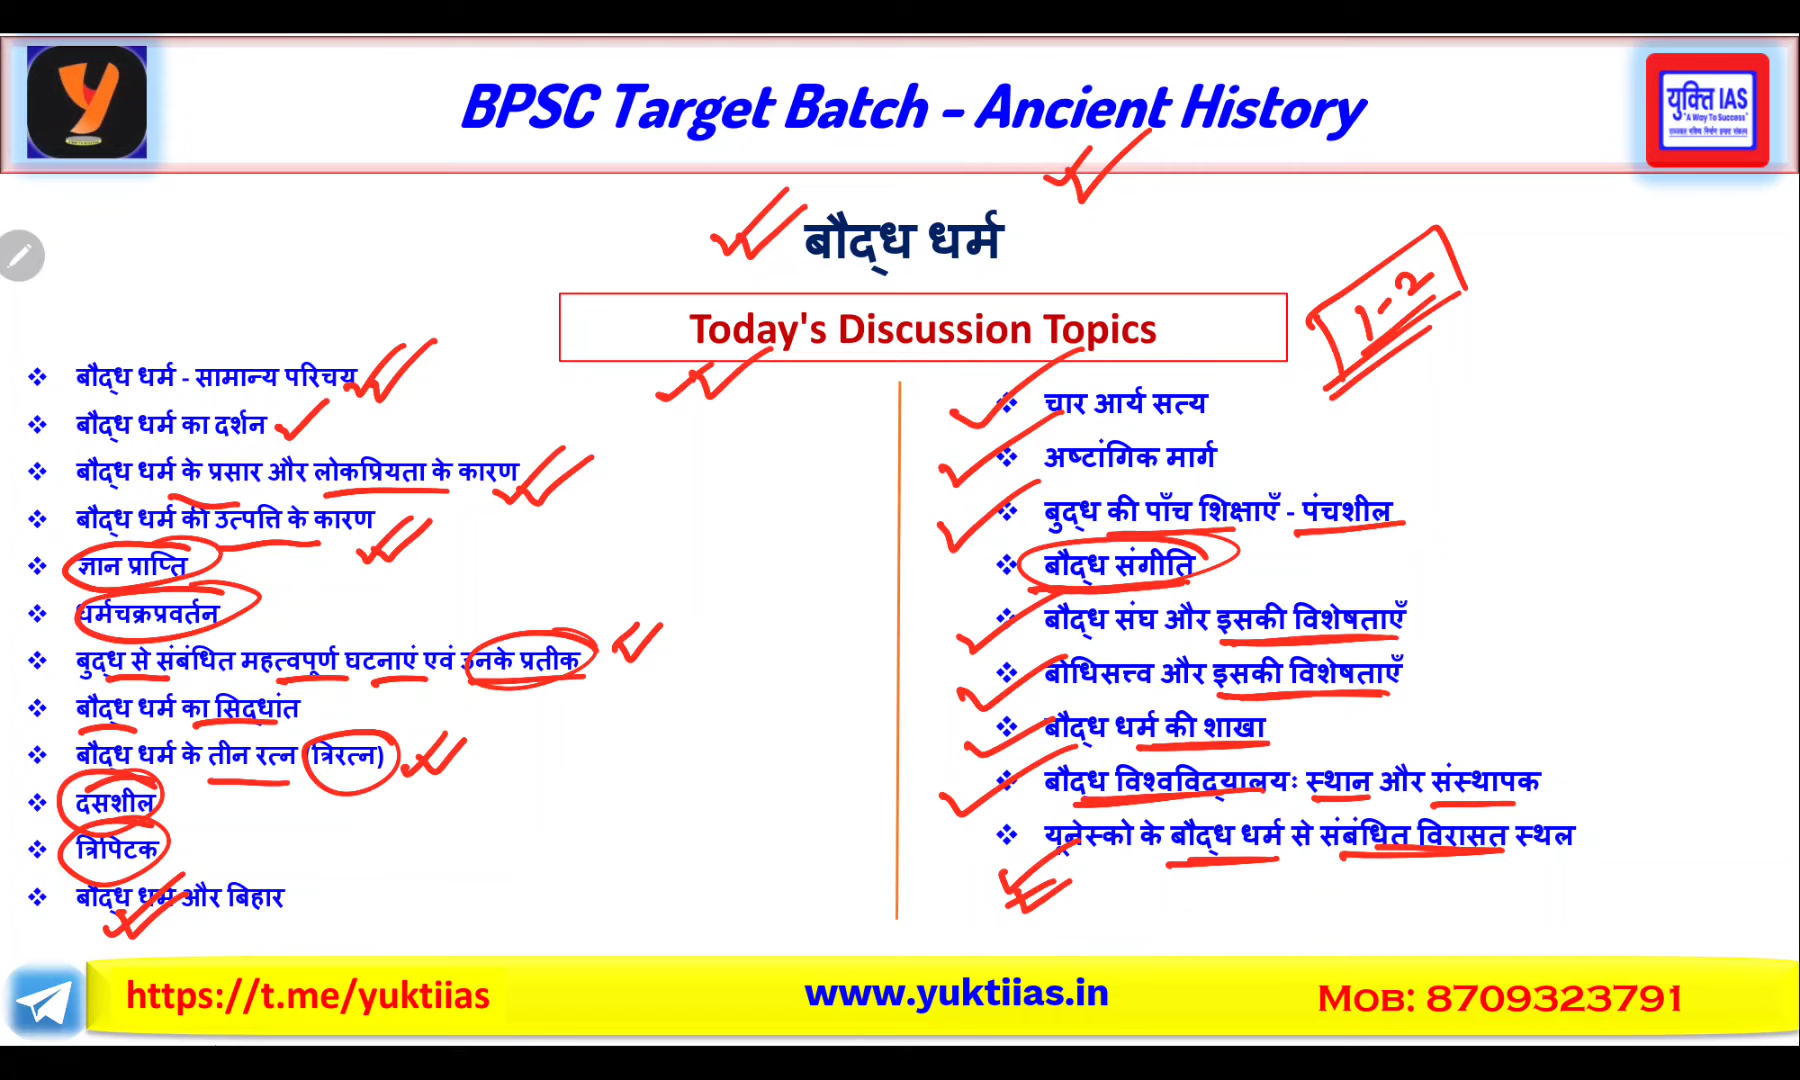 BPSC Target Batch - Ancient History
युक्ति IAS
"A Way To Success"
बौद्ध धर्म
1-2
Today's Discussion Topics
बौद्ध धर्म - सामान्य परिचय
बौद्ध धर्म का दर्शन
बौद्ध धर्म के प्रसार और लोकप्रियता के कारण
बौद्ध धर्म की उत्पत्ति के कारण
ज्ञान प्राप्ति
धर्मचक्रप्रवर्तन
बुद्ध से संबंधित महत्वपूर्ण घटनाएं एवं उनके प्रतीक
बौद्ध धर्म का सिद्धांत
बौद्ध धर्म के तीन रत्न (त्रिरत्न)
दसशील
त्रिपिटक
बौद्ध धर्म और बिहार
चार आर्य सत्य
अष्टांगिक मार्ग
बुद्ध की पाँच शिक्षाएँ - पंचशील
बौद्ध संगीति
बौद्ध संघ और इसकी विशेषताएँ
बोधिसत्त्व और इसकी विशेषताएँ
बौद्ध धर्म की शाखा
बौद्ध विश्वविद्यालयः स्थान और संस्थापक
यूनेस्को के बौद्ध धर्म से संबंधित विरासत स्थल
https://t.me/yuktiias
www.yuktiias.in
MOB: 8709323791